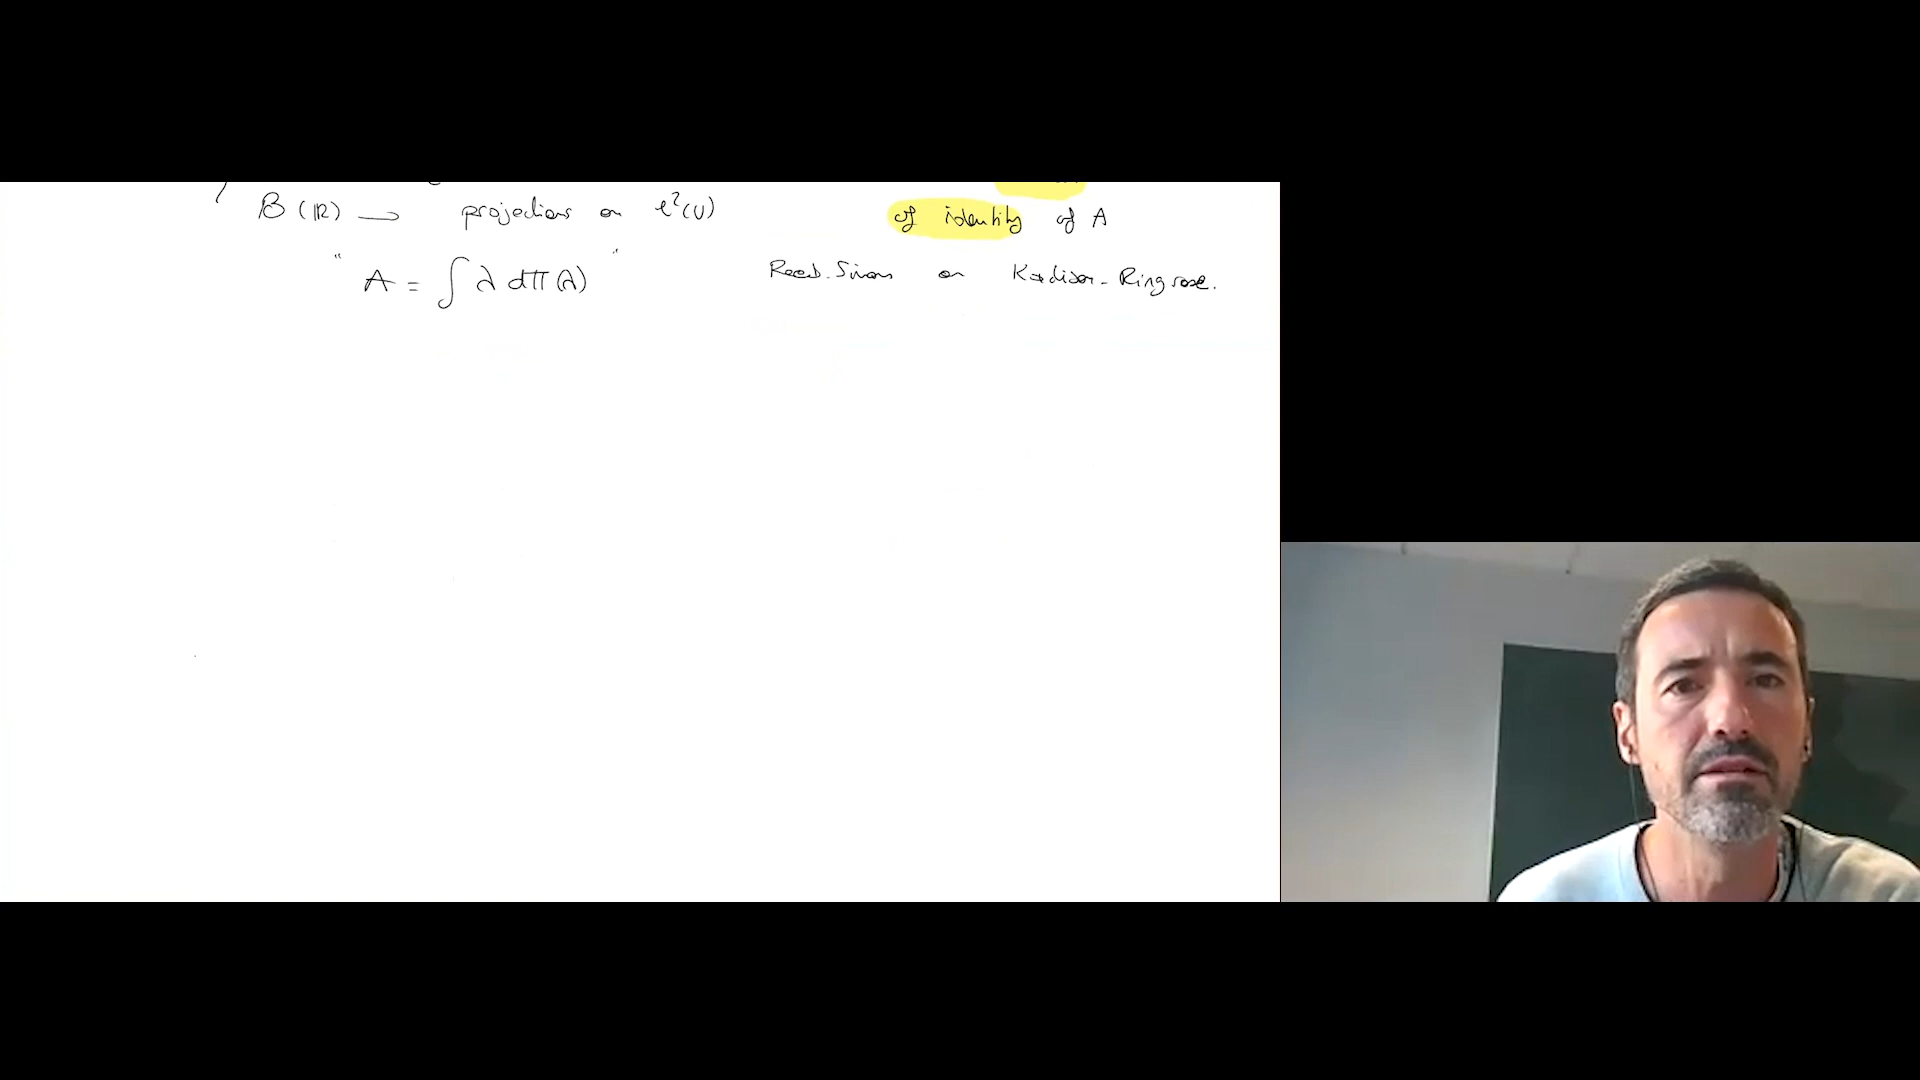 B(ℝ) → projections on ℓ²(V)
of identity of A
" A = ∫ λ dΠ(λ) "
Reed-Simon or Kadison-Ringrose.